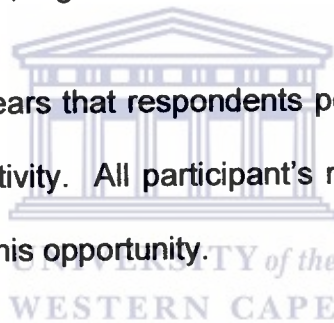 ears that respondents p
tivity. All participant's r
his opportunity.
UNIVERSITY of the
WESTERN CAPE